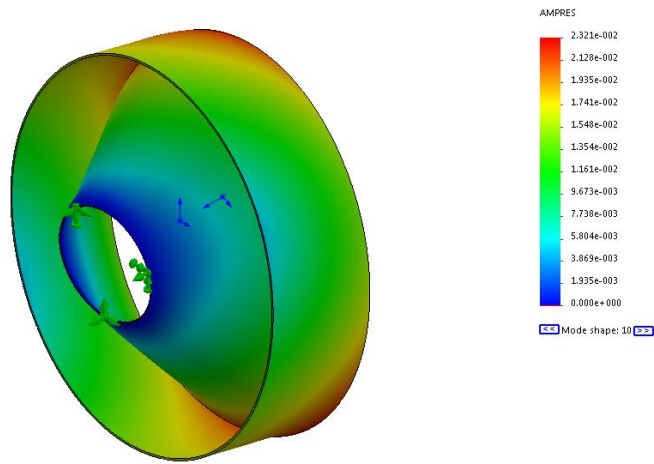 AMPRES
2.321e-002
2.128e-002
1.935e-002
1.741e-002
1.548e-002
1.354e-002
1.161e-002
9.673e-003
7.738e-003
5.804e-003
3.869e-003
1.935e-003
0.000e+000
<< Mode shape: 10 >>